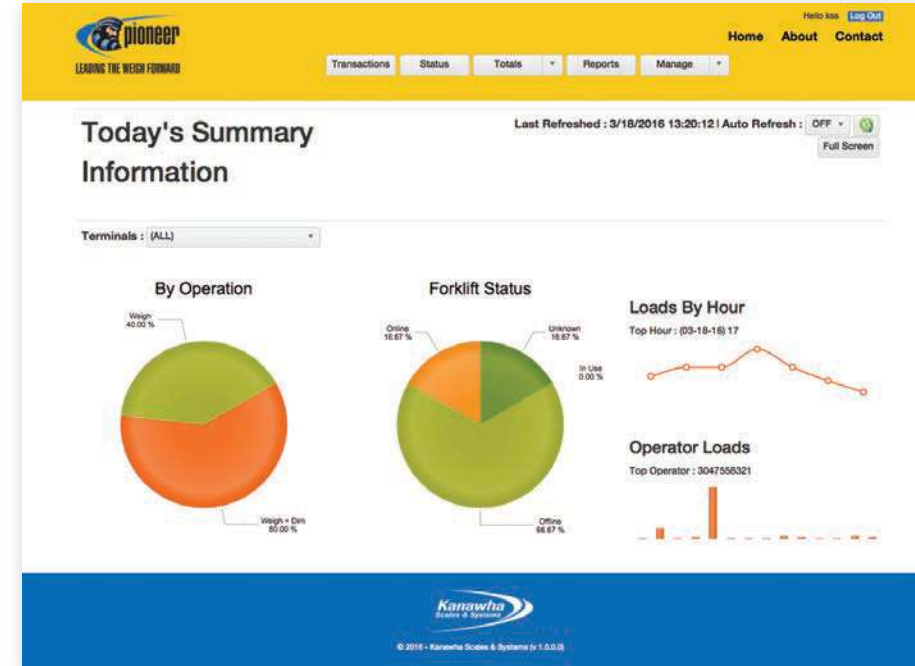 Hello kss Log Out
pioneer
LEADING THE WEIGH FORWARD
Home About Contact
Transactions Status Totals Reports Manage
Today's Summary
Information
Last Refreshed : 3/18/2016 13:20:12 | Auto Refresh : OFF
Full Screen
Terminals : (ALL)
By Operation
Weigh
40.00 %
Weigh + Dim
60.00 %
Forklift Status
Online
16.67 %
Unknown
16.67 %
In Use
0.00 %
Offline
66.67 %
Loads By Hour
Top Hour : (03-18-16) 17
Operator Loads
Top Operator : 3047558321
Kanawha
Scales & Systems
© 2016 - Kanawha Scales & Systems (v 1.5.0.0)